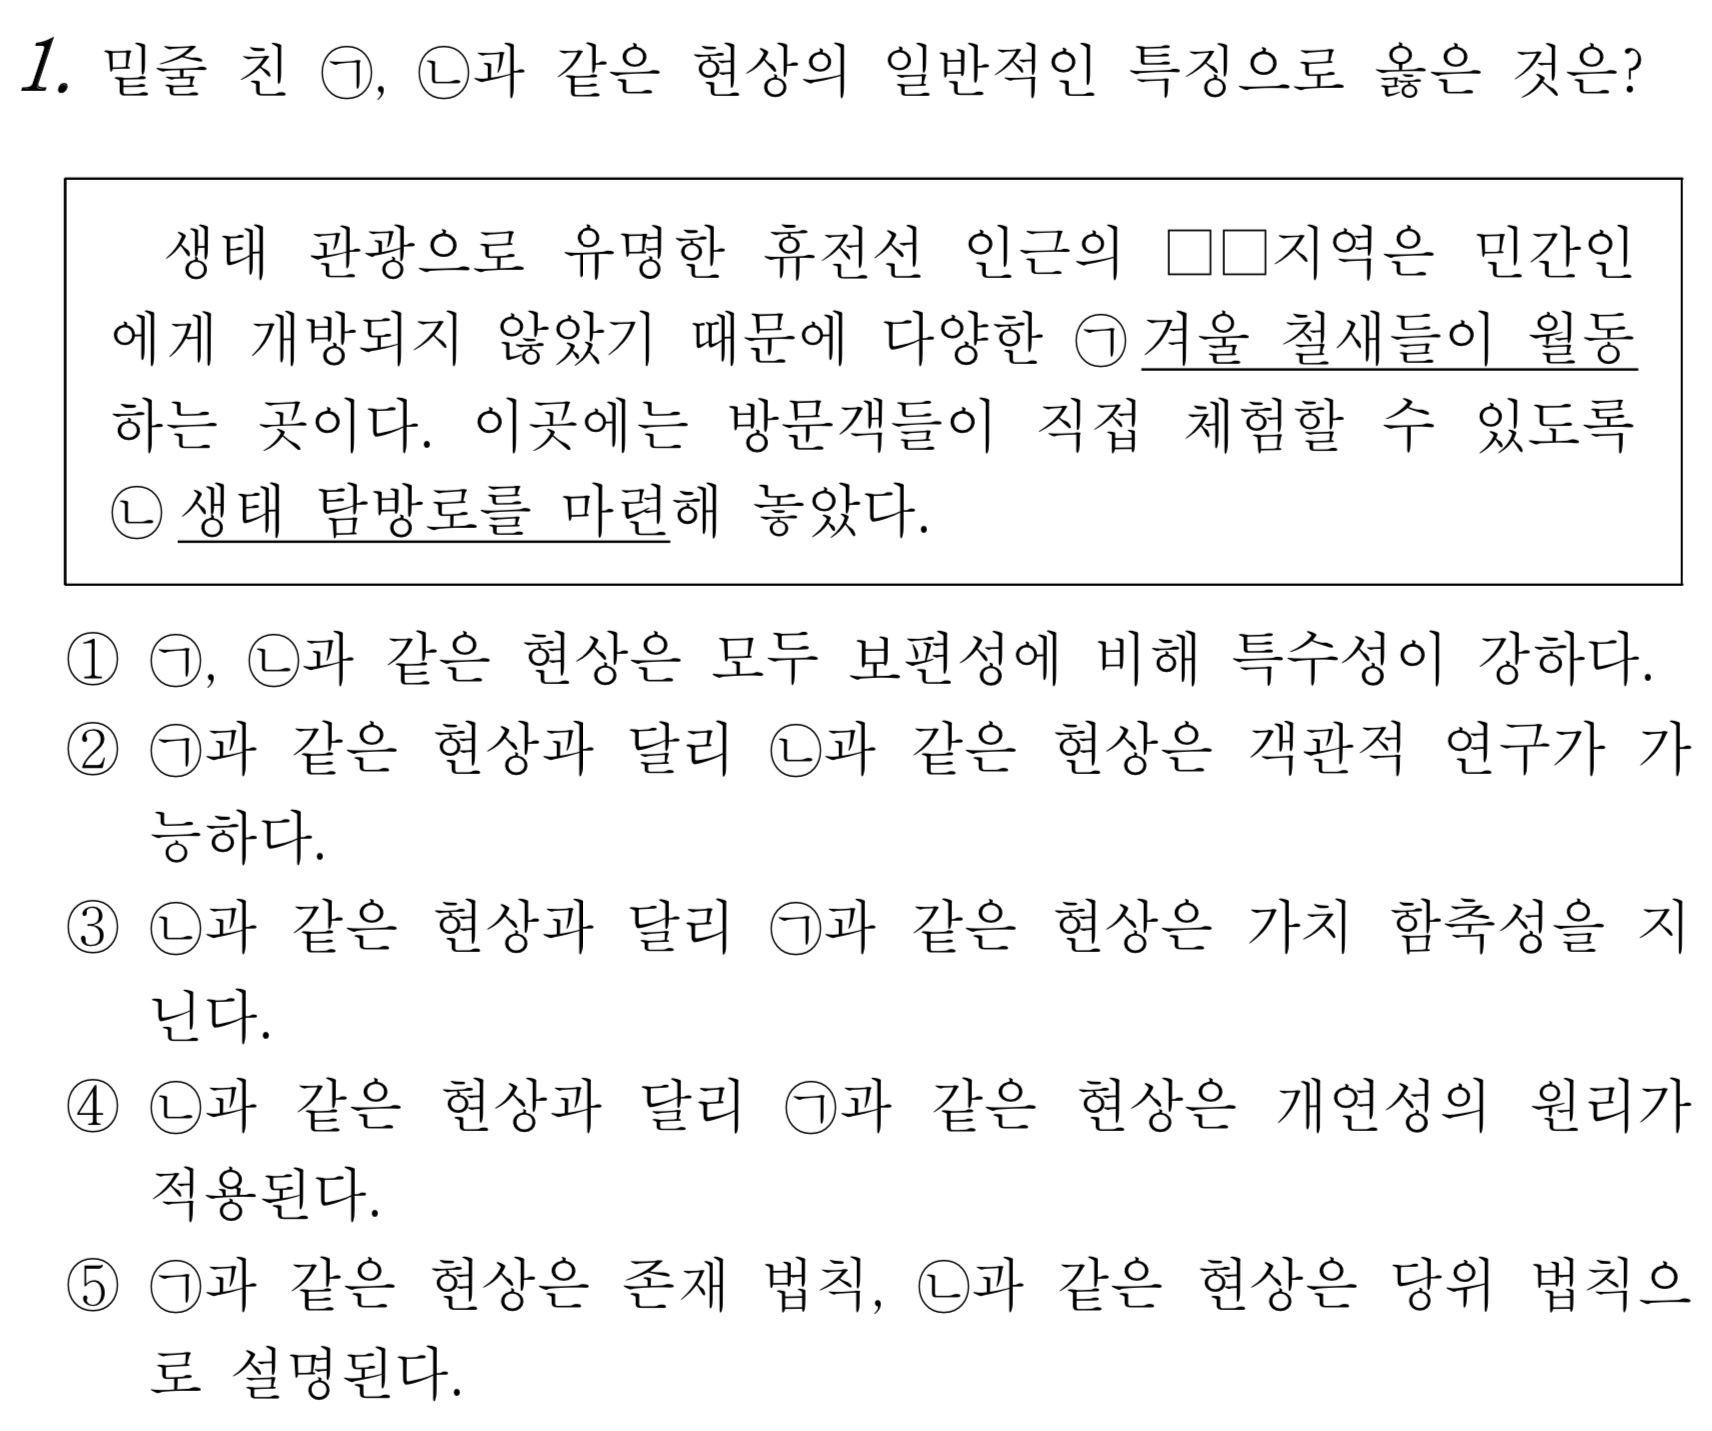 1. 밑줄 친 ㉠, ㉡과 같은 현상의 일반적인 특징으로 옳은 것은?
생태 관광으로 유명한 휴전선 인근의 □□지역은 민간인
에게 개방되지 않았기 때문에 다양한 ㉠겨울 철새들이 월동
하는 곳이다. 이곳에는 방문객들이 직접 체험할 수 있도록
㉡생태 탐방로를 마련해 놓았다.
① ㉠, ㉡과 같은 현상은 모두 보편성에 비해 특수성이 강하다.
② ㉠과 같은 현상과 달리 ㉡과 같은 현상은 객관적 연구가 가
능하다.
③ ㉡과 같은 현상과 달리 ㉠과 같은 현상은 가치 함축성을 지
닌다.
④ ㉡과 같은 현상과 달리 ㉠과 같은 현상은 개연성의 원리가
적용된다.
⑤ ㉠과 같은 현상은 존재 법칙, ㉡과 같은 현상은 당위 법칙으
로 설명된다.